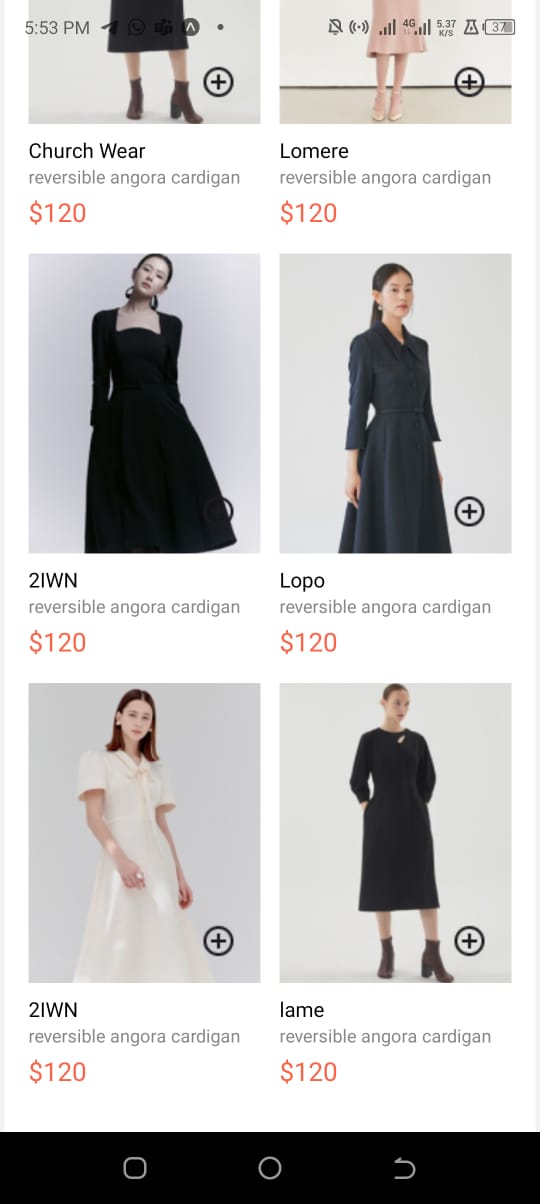 5:53 PM
4G
5.37
K/S
37
Church Wear
reversible angora cardigan
$120
Lomere
reversible angora cardigan
$120
2IWN
reversible angora cardigan
$120
Lopo
reversible angora cardigan
$120
2IWN
reversible angora cardigan
$120
lame
reversible angora cardigan
$120